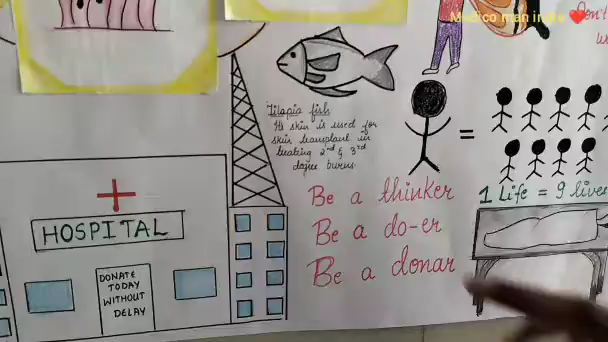 Medico man india ❤
Don't
Tilapia fish
Its skin is used for
skin transplant in
treating 2nd & 3rd
degree burns.
=
1 Life = 9 lives
Be a thinker
Be a do-er
Be a donar
HOSPITAL
DONATE
TODAY
WITHOUT
DELAY